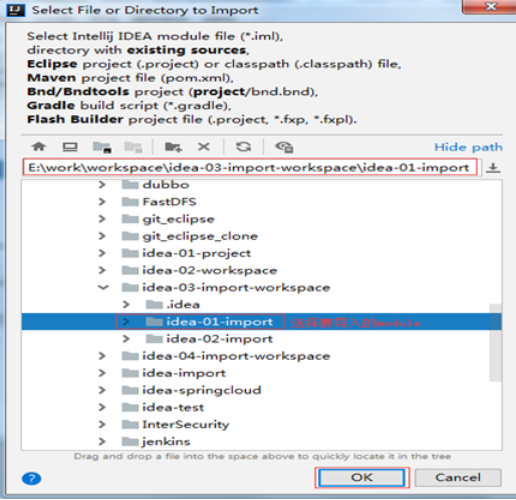 Select File or Directory to Import
Select Intellij IDEA module file (*.iml),
directory with existing sources,
Eclipse project (.project) or classpath (.classpath) file,
Maven project file (pom.xml),
Bnd/Bndtools project (project/bnd.bnd),
Gradle build script (*.gradle),
Flash Builder project file (.project, *.fxp, *.fxpl).
Hide path
E:\work\workspace\idea-03-import-workspace\idea-01-import
dubbo
FastDFS
git_eclipse
git_eclipse_clone
idea-01-project
idea-02-workspace
idea-03-import-workspace
.idea
idea-01-import 选择要导入的module
idea-02-import
idea-04-import-workspace
idea-import
idea-springcloud
idea-test
InterSecurity
jenkins
Drag and drop a file into the space above to quickly locate it in the tree
? OK Cancel